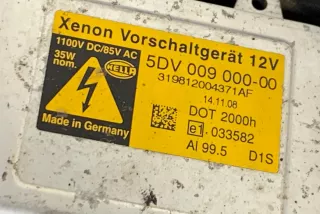 Xenon Vorschaltgerät 12V
1100V DC/85V AC
35W
nom.
HELLA
5DV 009 000-00
319812004371AF
14.11.08
DOT 2000h
e1 - 033582
Al 99.5 D1S
Made in Germany